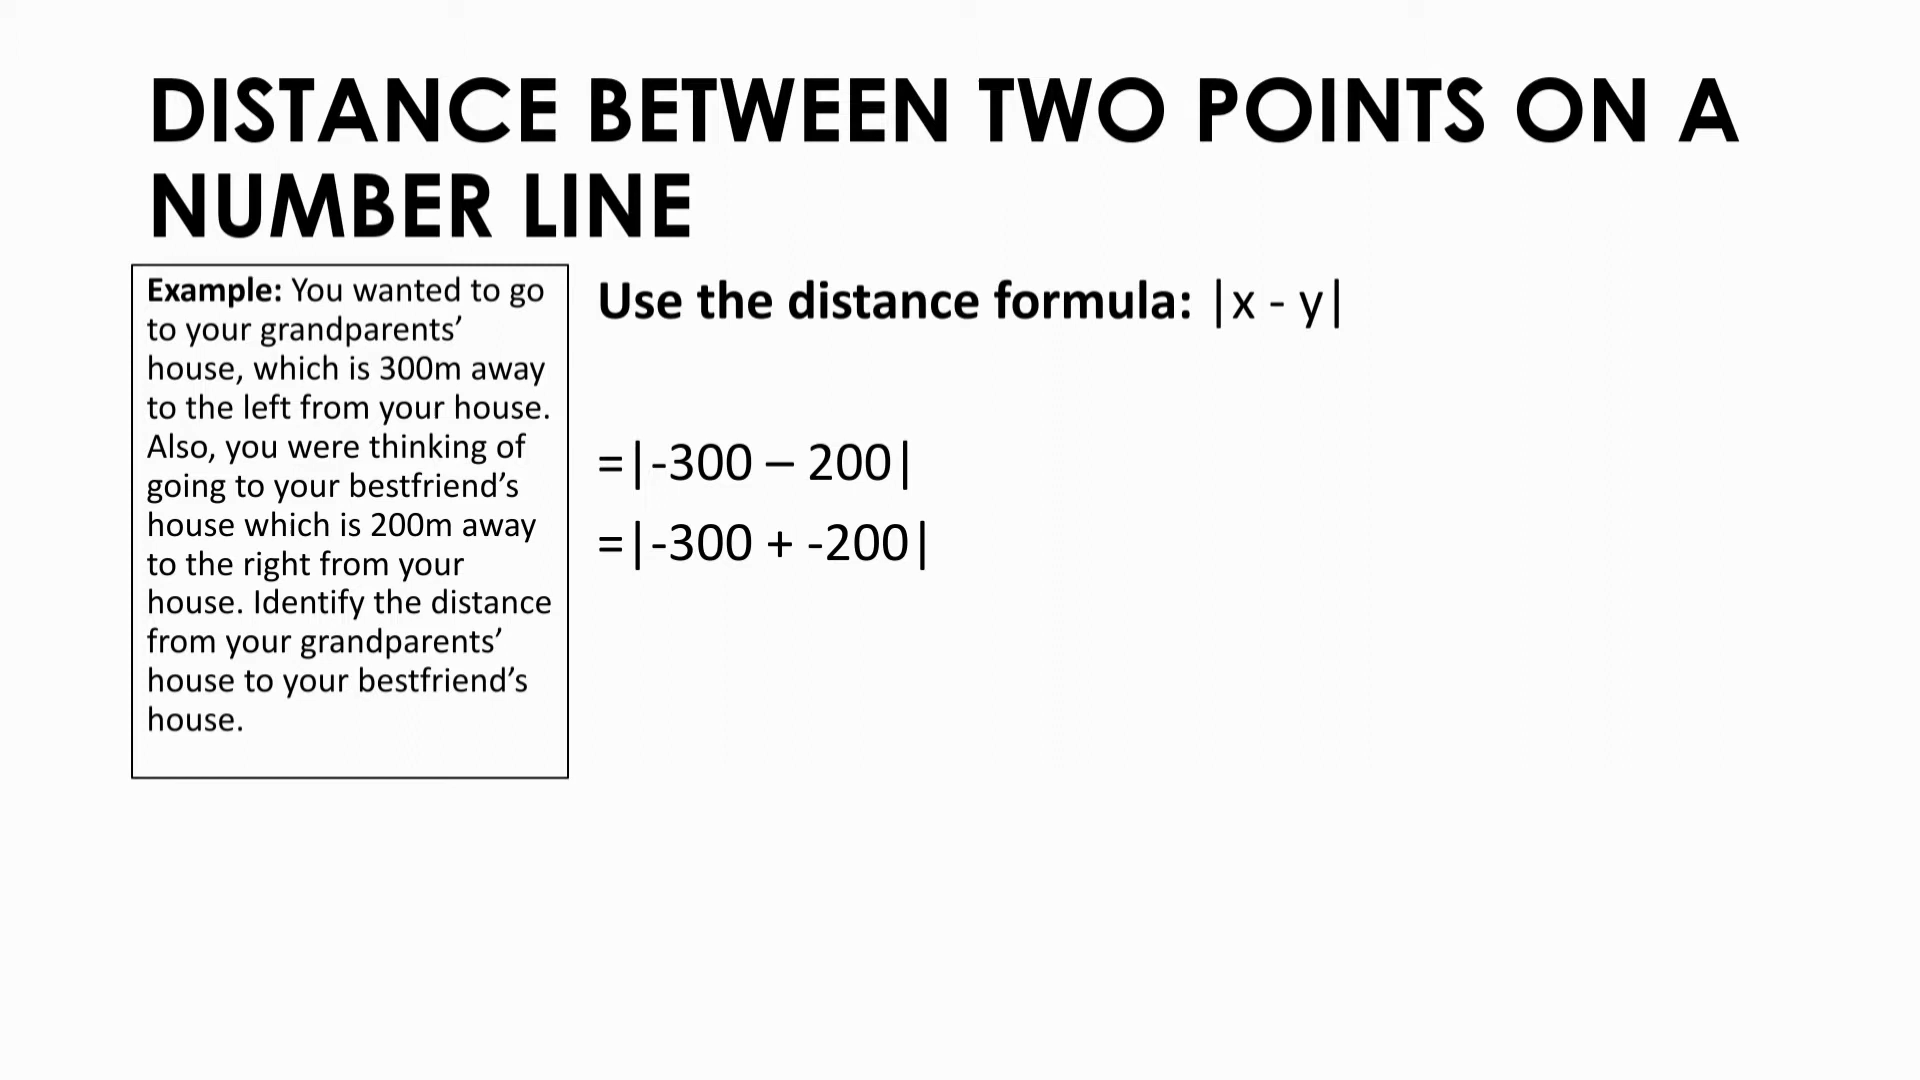 DISTANCE BETWEEN TWO POINTS ON A
NUMBER LINE
Example: You wanted to go
to your grandparents’
house, which is 300m away
to the left from your house.
Also, you were thinking of
going to your bestfriend’s
house which is 200m away
to the right from your
house. Identify the distance
from your grandparents’
house to your bestfriend’s
house.
Use the distance formula: |x - y|
=|-300 – 200|
=|-300 + -200|